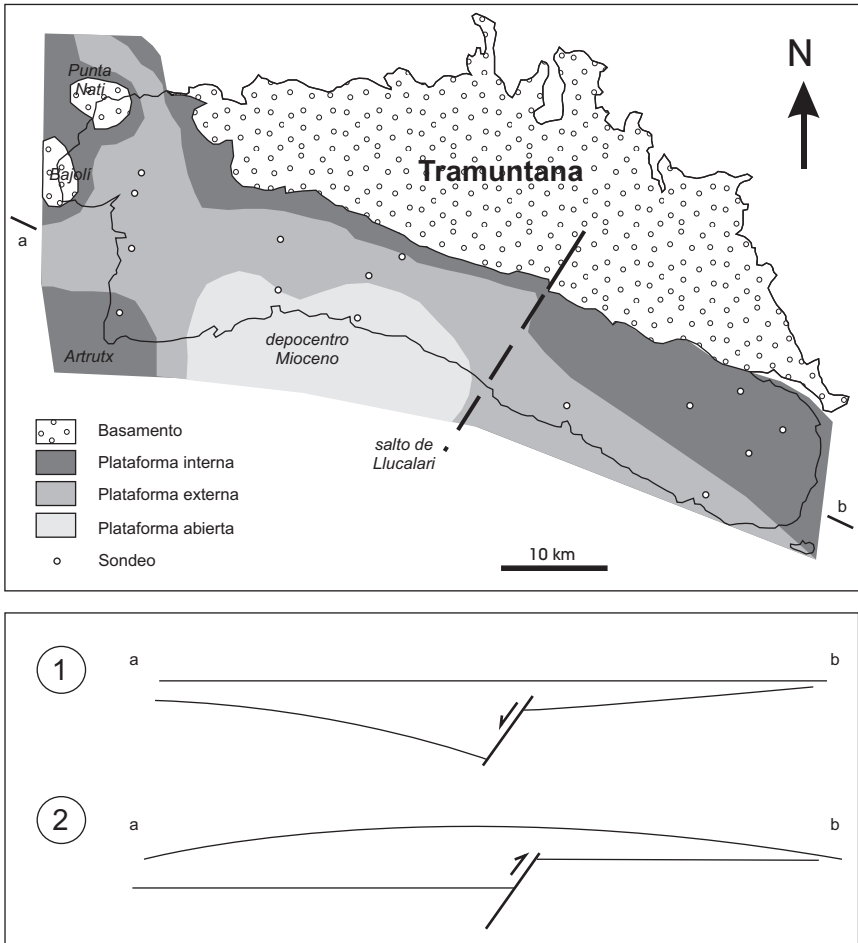 Punta
Nati
N
Tramuntana
Bajolí
a
depocentro
Mioceno
Artrutx
salto de
Llucalari
Basamento
Plataforma interna
Plataforma externa
Plataforma abierta
Sondeo
10 km
b
1
a
b
2
a
b